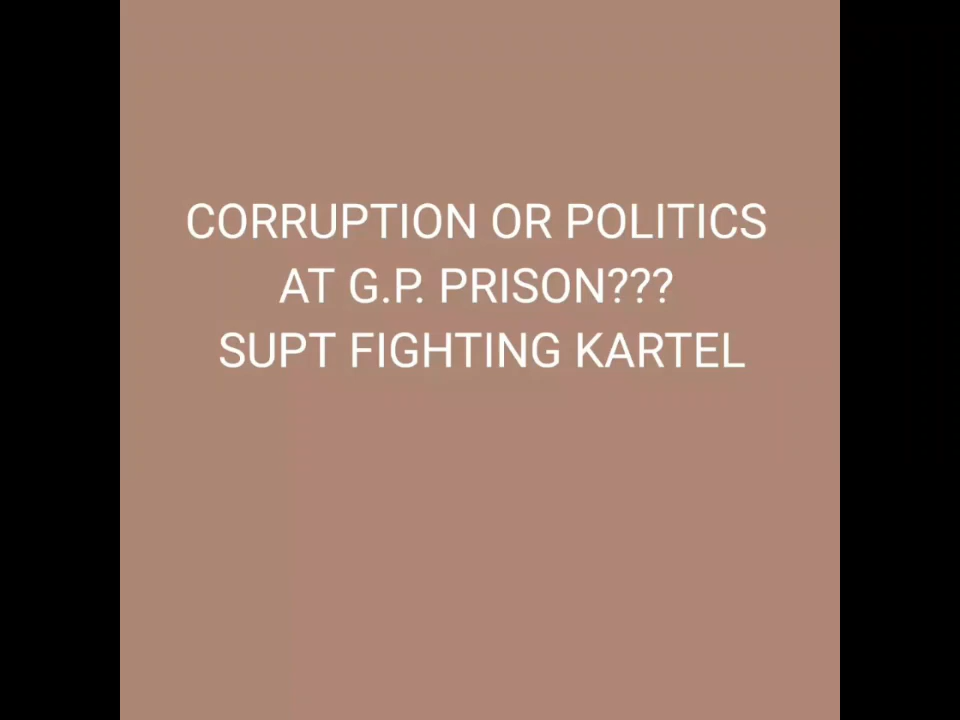 CORRUPTION OR POLITICS
AT G.P. PRISON???
SUPT FIGHTING KARTEL